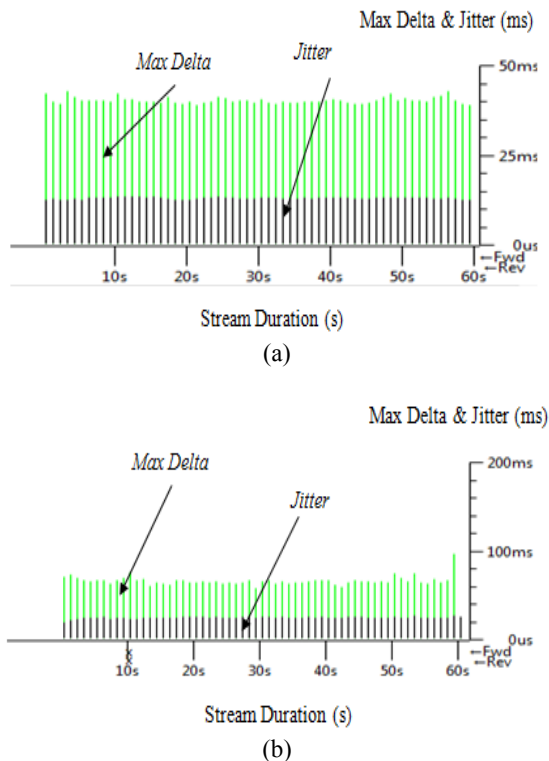 Max Delta & Jitter (ms)
Max Delta
Jitter
50ms
25ms
0us
←Fwd
←Rev
10s 20s 30s 40s 50s 60s
Stream Duration (s)
(a)
Max Delta & Jitter (ms)
Max Delta
Jitter
200ms
100ms
0us
←Fwd
←Rev
x
x
10s 20s 30s 40s 50s 60s
Stream Duration (s)
(b)